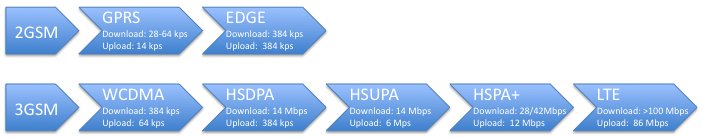 2GSM
GPRS
Download: 28-64 kps
Upload: 14 kps
EDGE
Download: 384 kps
Upload:  384 kps
3GSM
WCDMA
Download: 384 kps
Upload:  64 kps
HSDPA
Download: 14 Mbps
Upload:  384 kps
HSUPA
Download: 14 Mbps
Upload:  6 Mps
HSPA+
Download: 28/42Mbps
Upload:  12 Mbps
LTE
Download: >100 Mbps
Upload:  86 Mbps